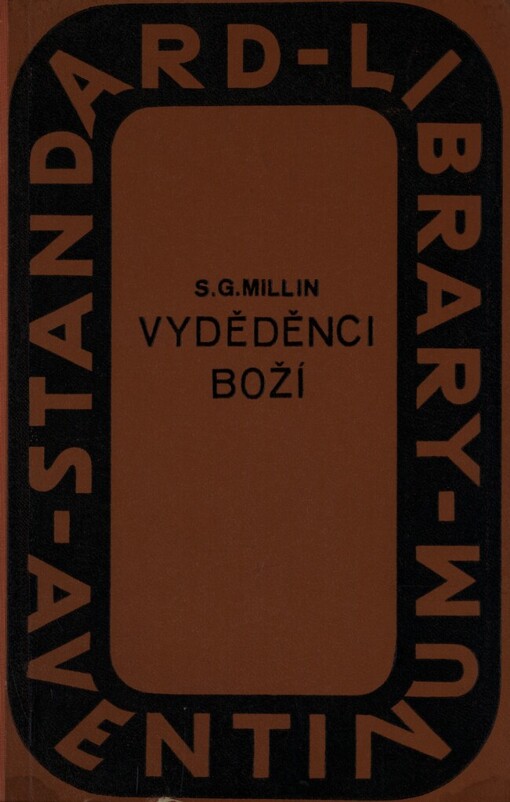 STANDARD-LIBRARY-AVENTINUM-
S.G.MILLIN
VYDĚDĚNCI
BOŽÍ